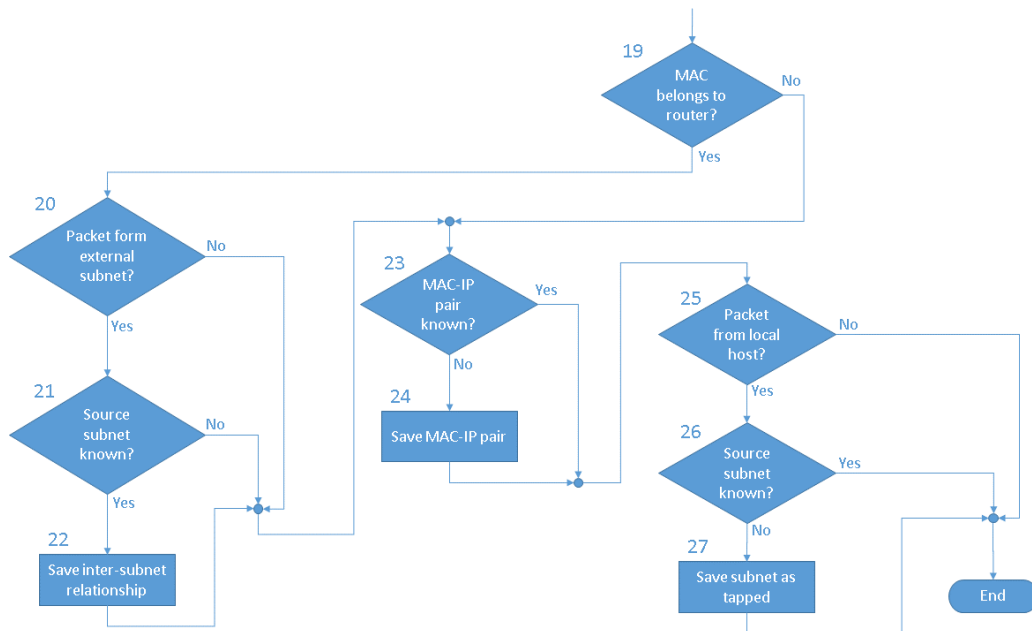 19
MAC
belongs to
router?
No
Yes
20
Packet form
external
subnet?
No
Yes
21
Source
subnet
known?
No
Yes
22
Save inter-subnet
relationship
23
MAC-IP
pair
known?
Yes
No
24
Save MAC-IP pair
25
Packet
from local
host?
No
Yes
26
Source
subnet
known?
Yes
No
27
Save subnet as
tapped
End